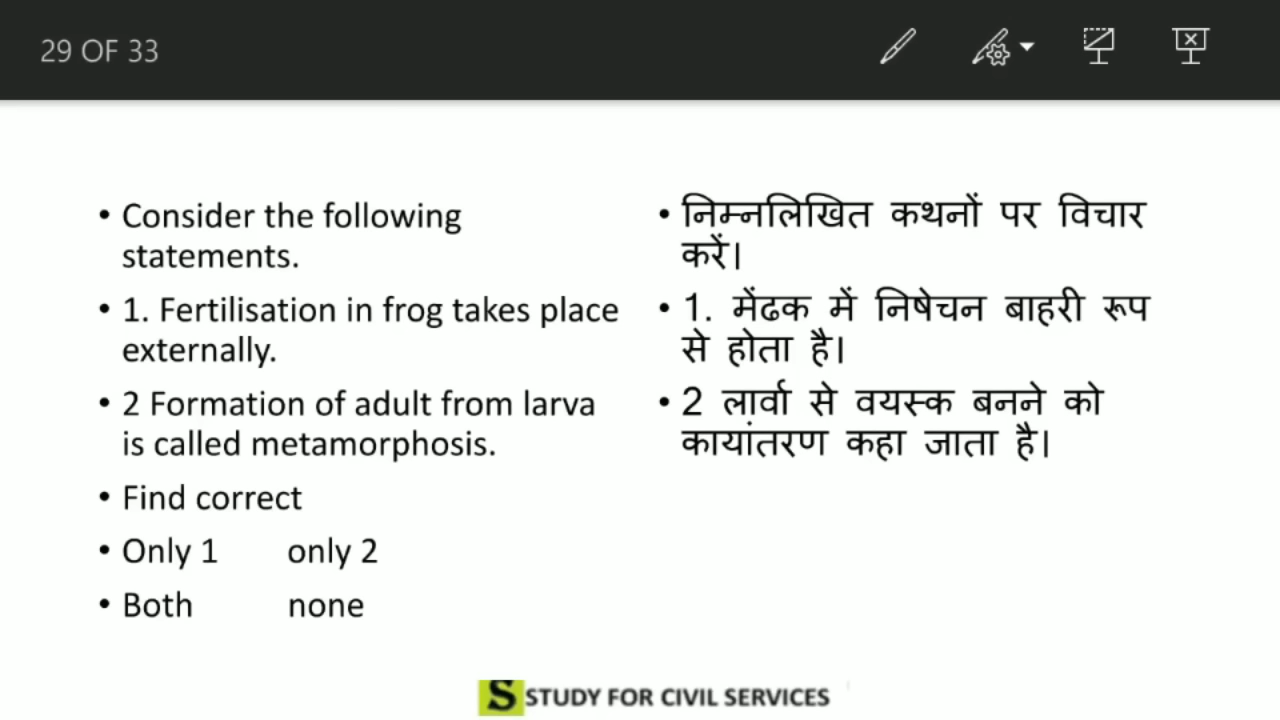 29 OF 33
• Consider the following
statements.
• 1. Fertilisation in frog takes place
externally.
• 2 Formation of adult from larva
is called metamorphosis.
• Find correct
• Only 1 only 2
• Both none
• निम्नलिखित कथनों पर विचार
करें।
• 1. मेंढक में निषेचन बाहरी रूप
से होता है।
• 2 लार्वा से वयस्क बनने को
कायांतरण कहा जाता है।
S STUDY FOR CIVIL SERVICES